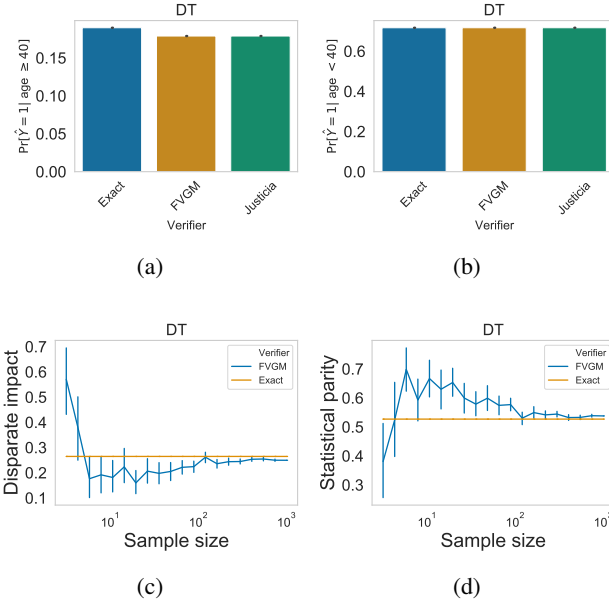 DT
Pr[Ŷ = 1| age ≥ 40]
0.15
0.10
0.05
0.00
Exact
FVGM
Justicia
Verifier
(a)
DT
Pr[Ŷ = 1| age < 40]
0.6
0.4
0.2
0.0
Exact
FVGM
Justicia
Verifier
(b)
DT
Disparate impact
0.7
0.6
0.5
0.4
0.3
0.2
0.1
Verifier
FVGM
Exact
10¹
10²
10³
Sample size
(c)
DT
Statistical parity
0.7
0.6
0.5
0.4
0.3
Verifier
FVGM
Exact
10¹
10²
Sample size
(d)